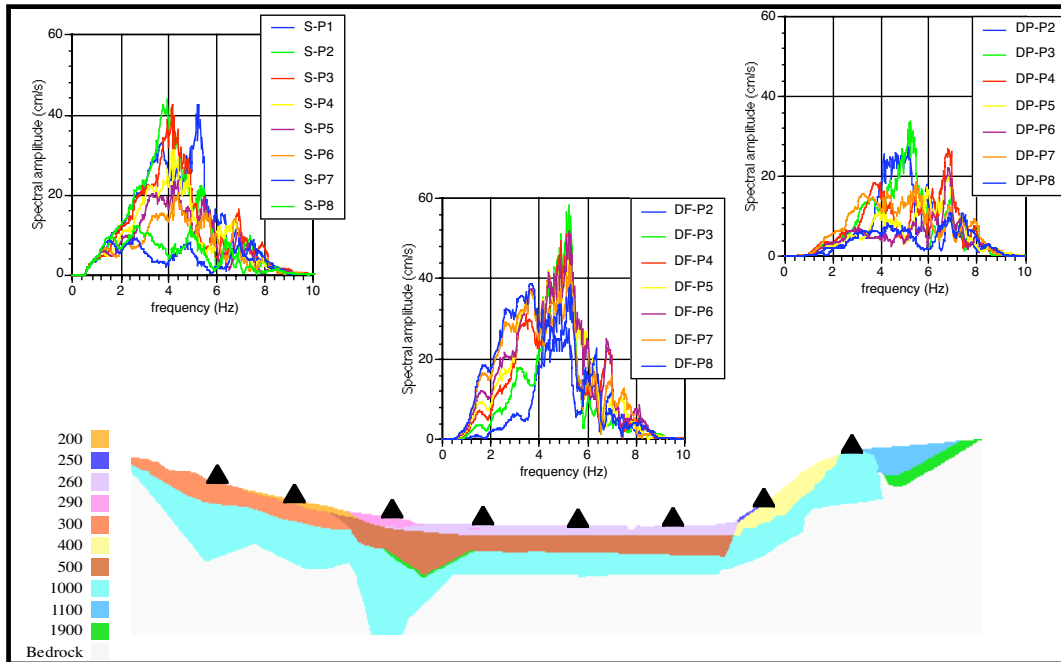 60
40
20
0
Spectral amplitude (cm/s)
0 2 4 6 8 10
frequency (Hz)
S-P1
S-P2
S-P3
S-P4
S-P5
S-P6
S-P7
S-P8
60
40
20
0
Spectral amplitude (cm/s)
0 2 4 6 8 10
frequency (Hz)
DF-P2
DF-P3
DF-P4
DF-P5
DF-P6
DF-P7
DF-P8
60
40
20
0
Spectral amplitude (cm/s)
0 2 4 6 8 10
frequency (Hz)
DP-P2
DP-P3
DP-P4
DP-P5
DP-P6
DP-P7
DP-P8
200
250
260
290
300
400
500
1000
1100
1900
Bedrock